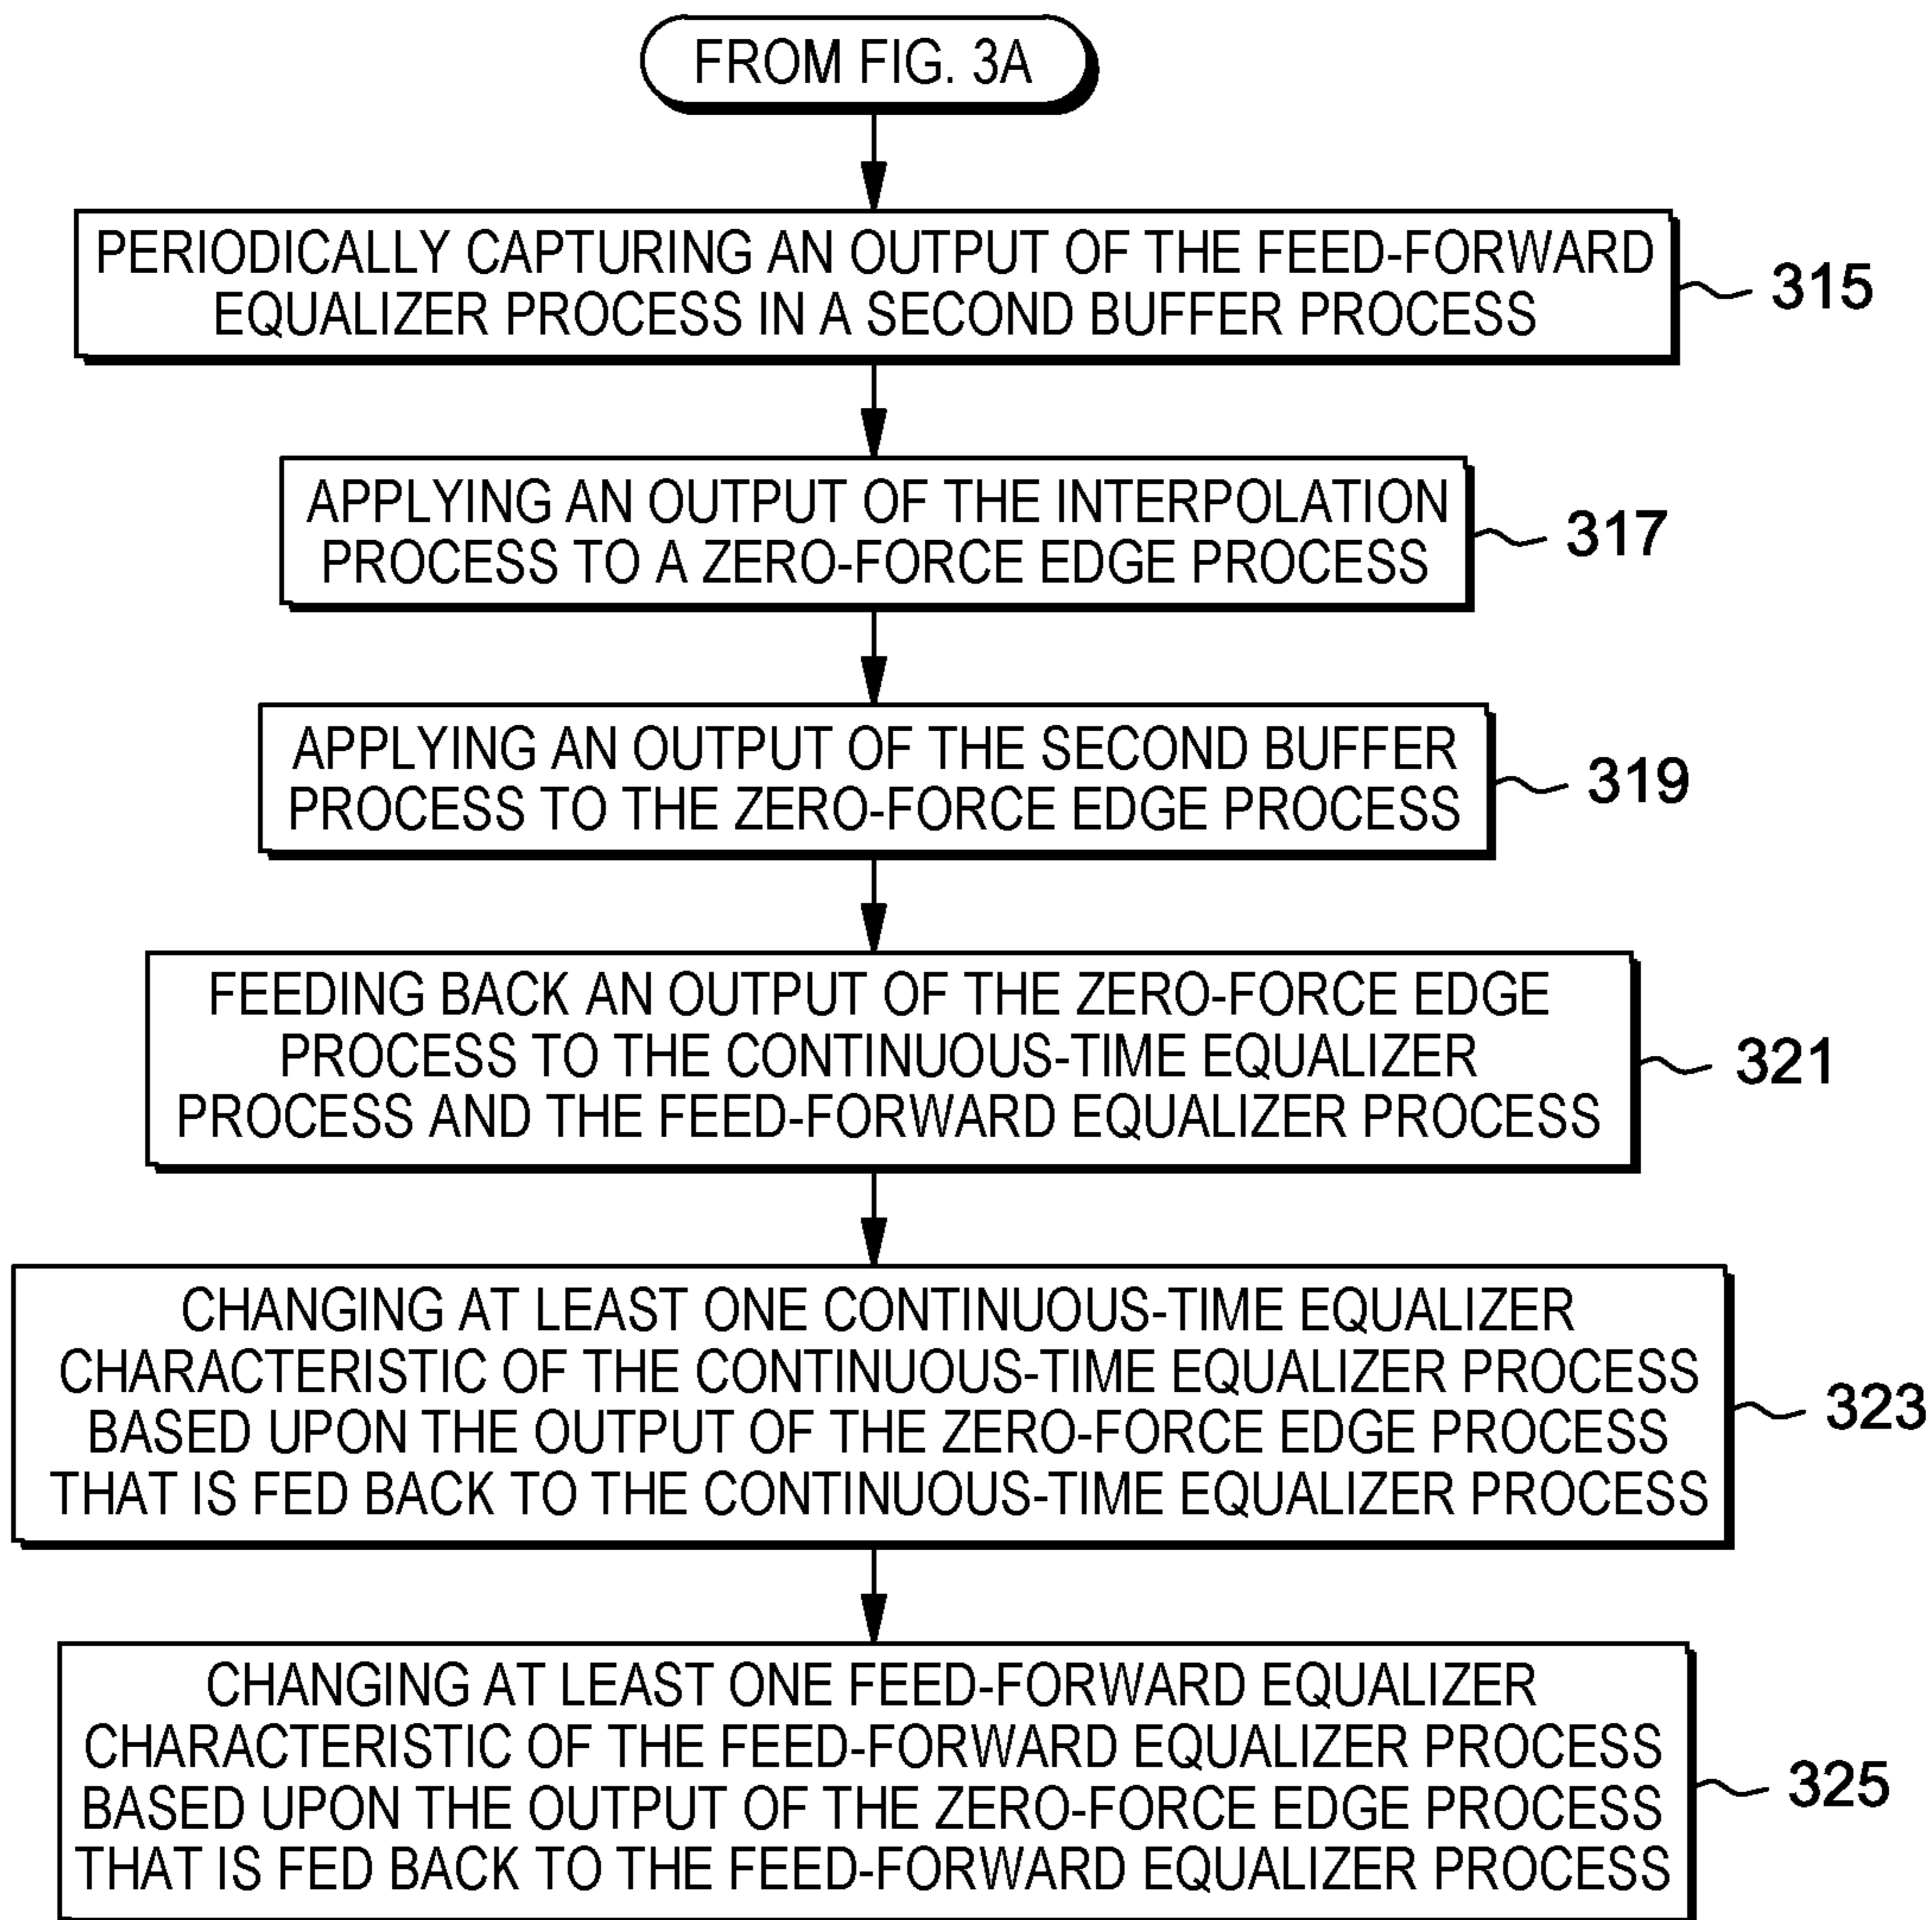 FROM FIG. 3A
PERIODICALLY CAPTURING AN OUTPUT OF THE FEED-FORWARD
EQUALIZER PROCESS IN A SECOND BUFFER PROCESS
315
APPLYING AN OUTPUT OF THE INTERPOLATION
PROCESS TO A ZERO-FORCE EDGE PROCESS
317
APPLYING AN OUTPUT OF THE SECOND BUFFER
PROCESS TO THE ZERO-FORCE EDGE PROCESS
319
FEEDING BACK AN OUTPUT OF THE ZERO-FORCE EDGE
PROCESS TO THE CONTINUOUS-TIME EQUALIZER
PROCESS AND THE FEED-FORWARD EQUALIZER PROCESS
321
CHANGING AT LEAST ONE CONTINUOUS-TIME EQUALIZER
CHARACTERISTIC OF THE CONTINUOUS-TIME EQUALIZER PROCESS
BASED UPON THE OUTPUT OF THE ZERO-FORCE EDGE PROCESS
THAT IS FED BACK TO THE CONTINUOUS-TIME EQUALIZER PROCESS
323
CHANGING AT LEAST ONE FEED-FORWARD EQUALIZER
CHARACTERISTIC OF THE FEED-FORWARD EQUALIZER PROCESS
BASED UPON THE OUTPUT OF THE ZERO-FORCE EDGE PROCESS
THAT IS FED BACK TO THE FEED-FORWARD EQUALIZER PROCESS
325